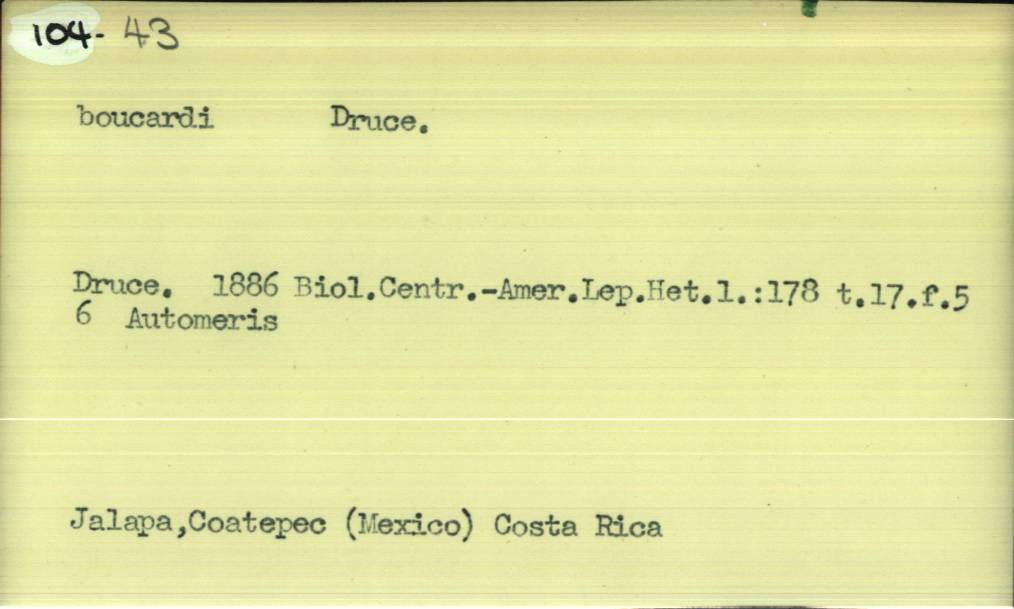 104- 43
boucardi Druce.
Druce. 1886 Biol.Centr.-Amer.Lep.Het.1.:178 t.17.f.5
6 Automeris
Jalapa,Coatepec (Mexico) Costa Rica